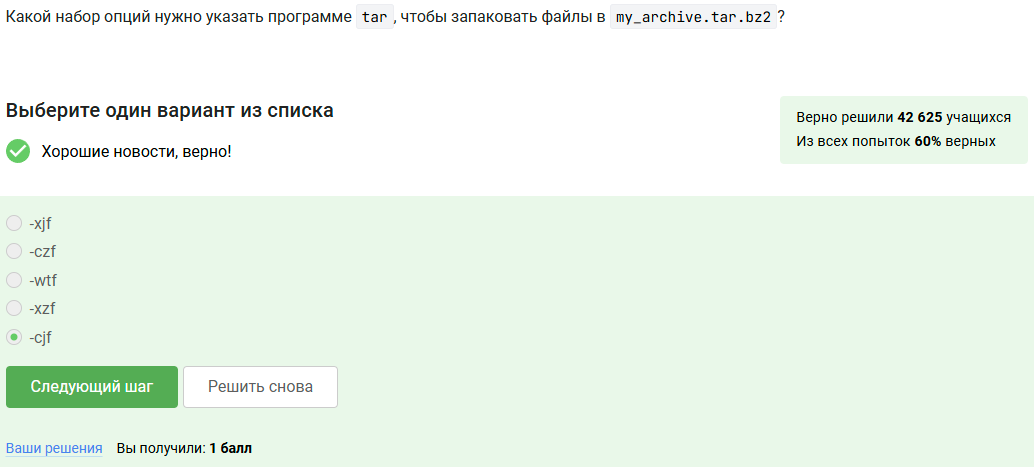 Какой набор опций нужно указать программе tar, чтобы запаковать файлы в my_archive.tar.bz2?
Выберите один вариант из списка
Хорошие новости, верно!
Верно решили 42 625 учащихся
Из всех попыток 60% верных
-xjf
-czf
-wtf
-xzf
-cjf
Следующий шаг
Решить снова
Ваши решения
Вы получили: 1 балл